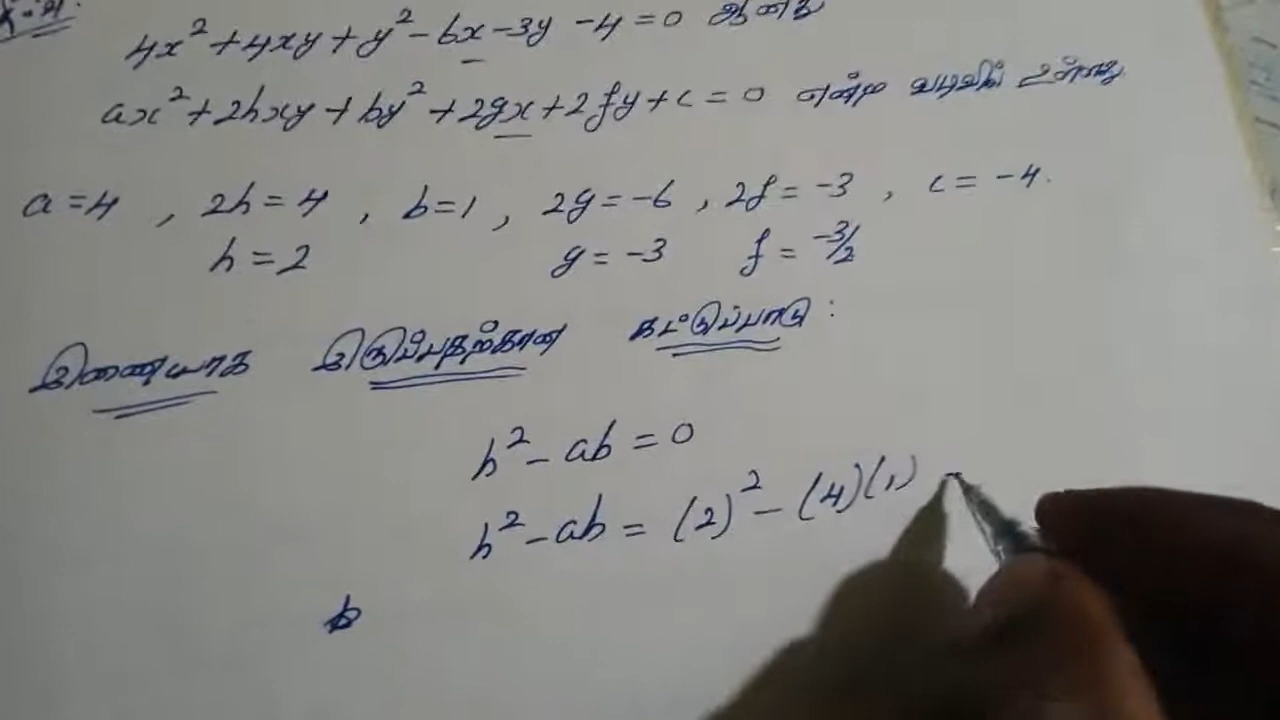 4x² + 4xy + y² - 6x - 3y - 4 = 0 ஆனது
ax² + 2hxy + by² + 2gx + 2fy + c = 0 என்ற வடிவில் உள்ளது
a = 4 , 2h = 4 , b = 1 , 2g = -6 , 2f = -3 , c = -4.
h = 2 g = -3 f = -3/2
இணையாக இருப்பதற்கான கட்டுப்பாடு :
h² - ab = 0
h² - ab = (2)² - (4)(1)